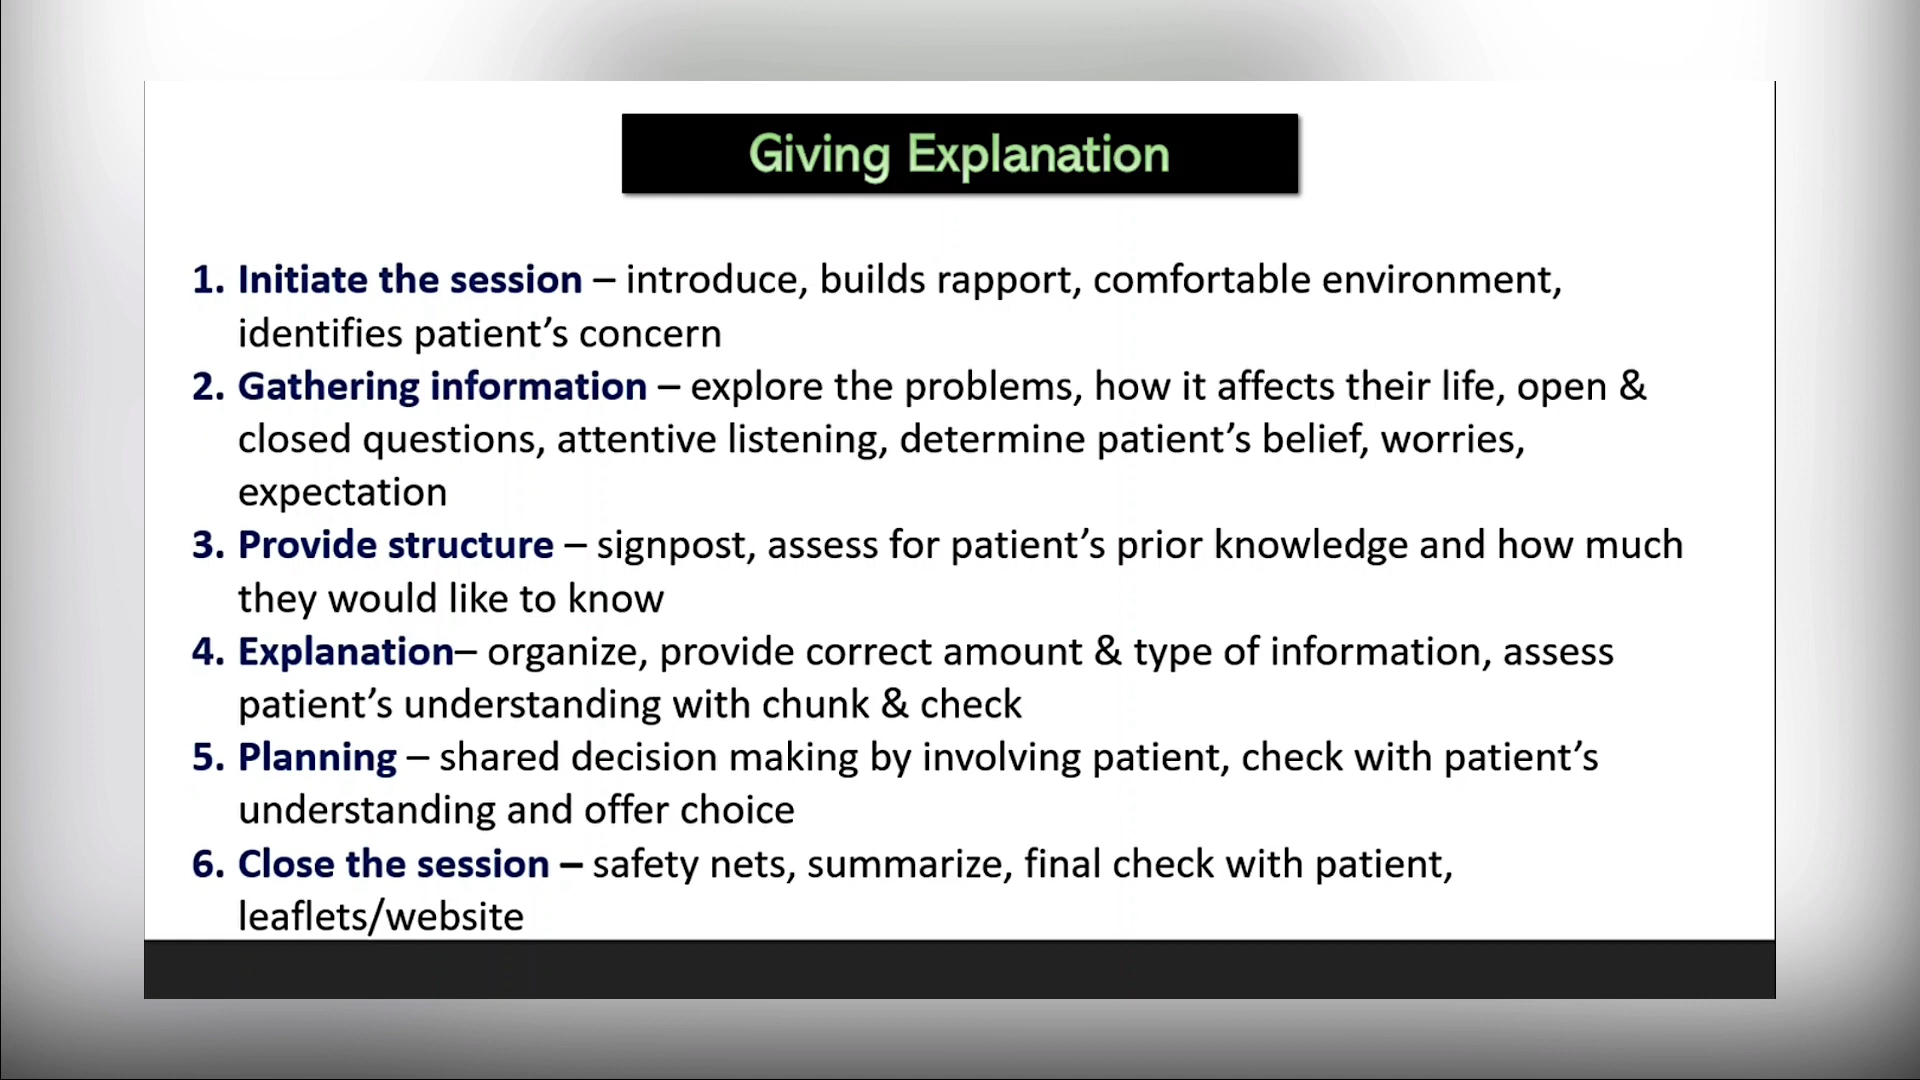 Giving Explanation
1. Initiate the session – introduce, builds rapport, comfortable environment,
identifies patient’s concern
2. Gathering information – explore the problems, how it affects their life, open &
closed questions, attentive listening, determine patient’s belief, worries,
expectation
3. Provide structure – signpost, assess for patient’s prior knowledge and how much
they would like to know
4. Explanation– organize, provide correct amount & type of information, assess
patient’s understanding with chunk & check
5. Planning – shared decision making by involving patient, check with patient’s
understanding and offer choice
6. Close the session – safety nets, summarize, final check with patient,
leaflets/website